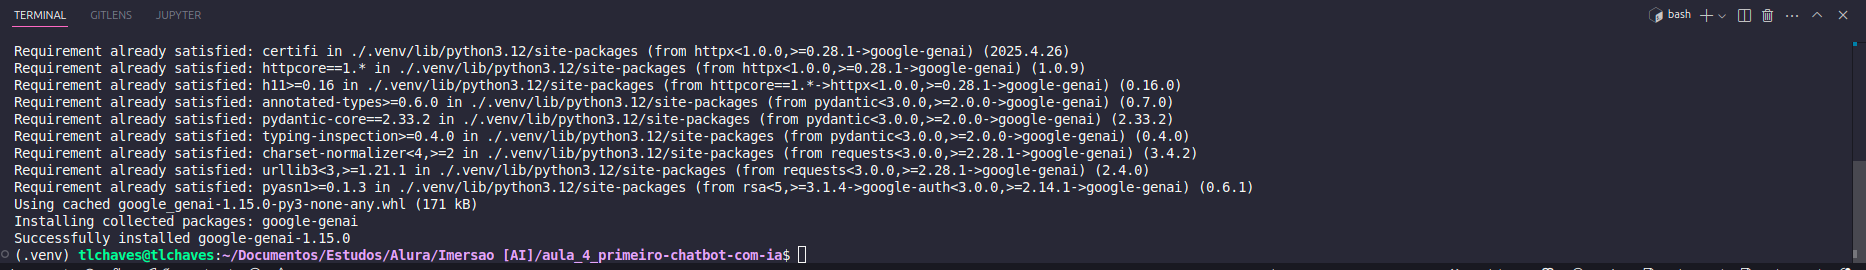 TERMINAL GITLENS JUPYTER bash
Requirement already satisfied: certifi in ./.venv/lib/python3.12/site-packages (from httpx<1.0.0,>=0.28.1->google-genai) (2025.4.26)
Requirement already satisfied: httpcore==1.* in ./.venv/lib/python3.12/site-packages (from httpx<1.0.0,>=0.28.1->google-genai) (1.0.9)
Requirement already satisfied: h11>=0.16 in ./.venv/lib/python3.12/site-packages (from httpcore==1.*->httpx<1.0.0,>=0.28.1->google-genai) (0.16.0)
Requirement already satisfied: annotated-types>=0.6.0 in ./.venv/lib/python3.12/site-packages (from pydantic<3.0.0,>=2.0.0->google-genai) (0.7.0)
Requirement already satisfied: pydantic-core==2.33.2 in ./.venv/lib/python3.12/site-packages (from pydantic<3.0.0,>=2.0.0->google-genai) (2.33.2)
Requirement already satisfied: typing-inspection>=0.4.0 in ./.venv/lib/python3.12/site-packages (from pydantic<3.0.0,>=2.0.0->google-genai) (0.4.0)
Requirement already satisfied: charset-normalizer<4,>=2 in ./.venv/lib/python3.12/site-packages (from requests<3.0.0,>=2.28.1->google-genai) (3.4.2)
Requirement already satisfied: urllib3<3,>=1.21.1 in ./.venv/lib/python3.12/site-packages (from requests<3.0.0,>=2.28.1->google-genai) (2.4.0)
Requirement already satisfied: pyasn1>=0.1.3 in ./.venv/lib/python3.12/site-packages (from rsa<5,>=3.1.4->google-auth<3.0.0,>=2.14.1->google-genai) (0.6.1)
Using cached google_genai-1.15.0-py3-none-any.whl (171 kB)
Installing collected packages: google-genai
Successfully installed google-genai-1.15.0
(.venv) tlchaves@tlchaves:~/Documentos/Estudos/Alura/Imersao [AI]/aula_4_primeiro-chatbot-com-ia$